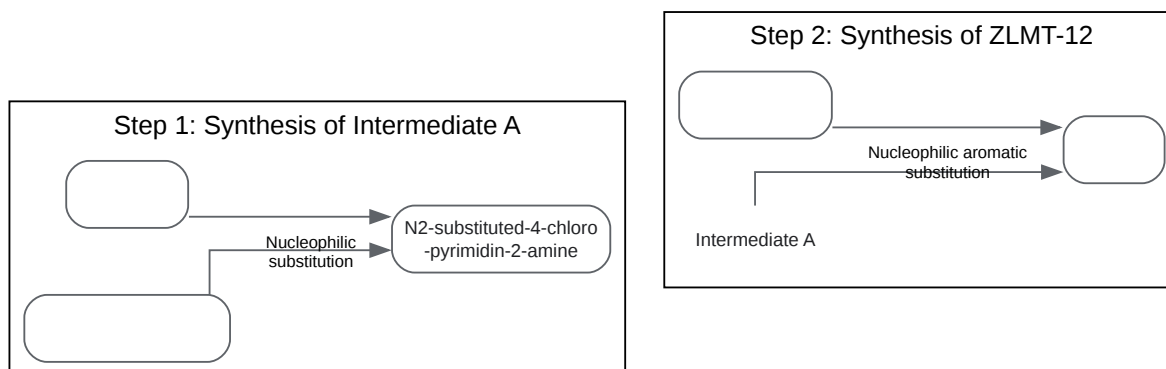 Step 1: Synthesis of Intermediate A
N2-substituted-4-chloro
-pyrimidin-2-amine
Nucleophilic
substitution
Step 2: Synthesis of ZLMT-12
Nucleophilic aromatic
substitution
Intermediate A